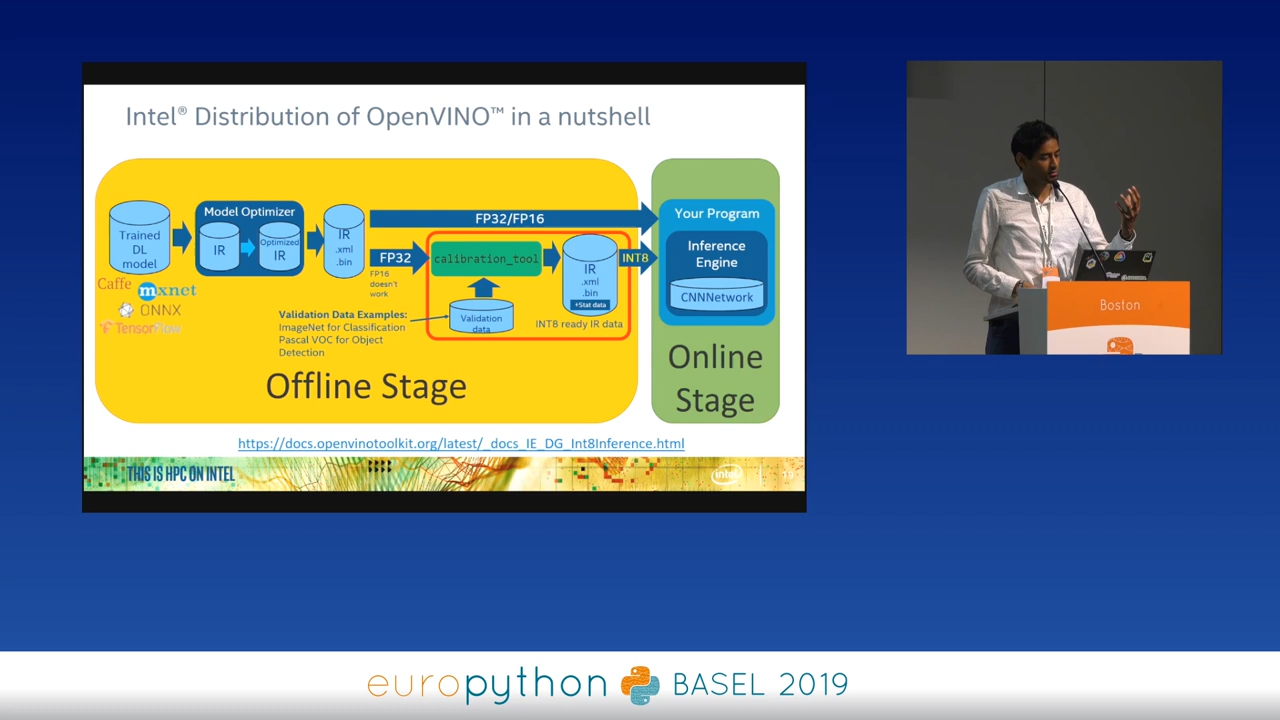 Intel® Distribution of OpenVINO™ in a nutshell
Trained
DL
model
Caffe
mxnet
ONNX
TensorFlow
Model Optimizer
IR
Optimized
IR
IR
.xml
.bin
FP32/FP16
FP32
FP16
doesn't
work
calibration_tool
Validation
data
IR
.xml
.bin
+Stat data
INT8 ready IR data
INT8
Validation Data Examples:
ImageNet for Classification
Pascal VOC for Object
Detection
Offline Stage
Your Program
Inference
Engine
CNNNetwork
Online
Stage
https://docs.openvinotoolkit.org/latest/_docs_IE_DG_Int8Inference.html
THIS IS HPC ON INTEL
intel
Boston
europython BASEL 2019